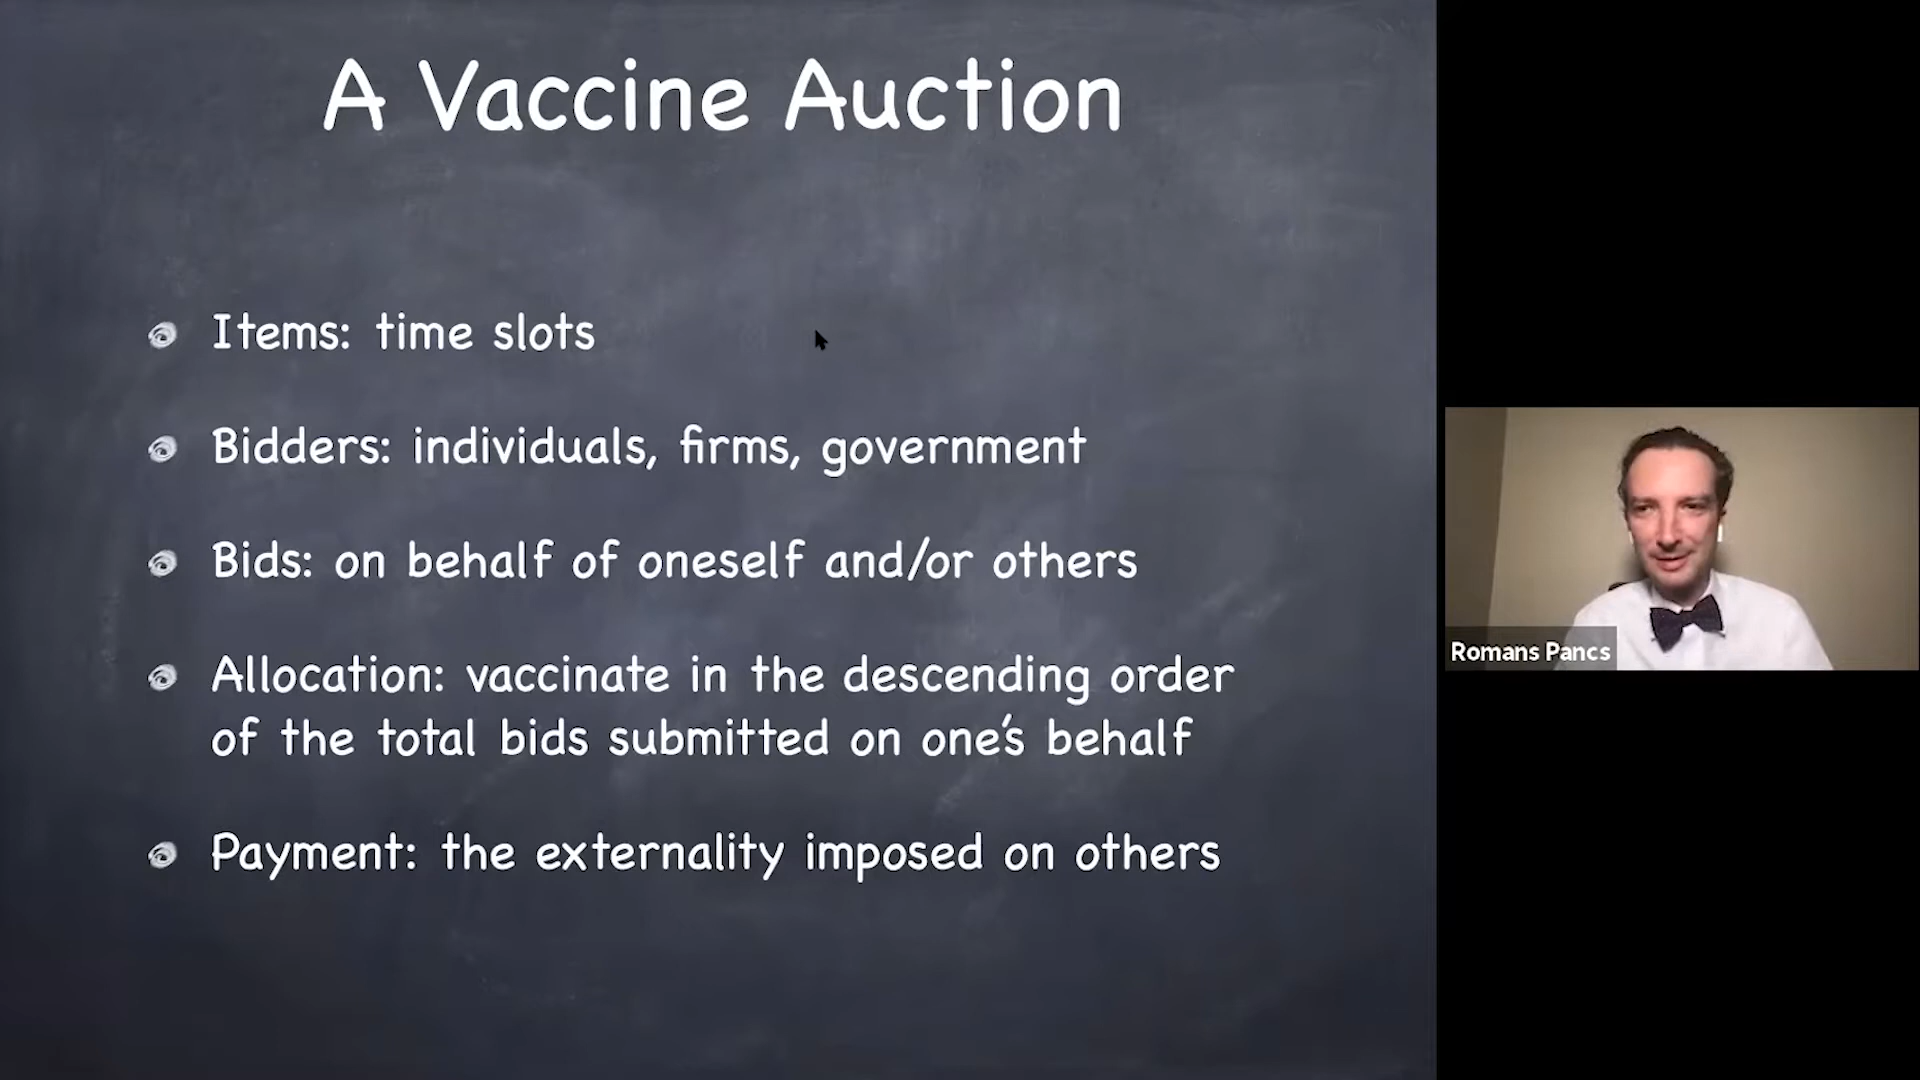 A Vaccine Auction
Items: time slots
Bidders: individuals, firms, government
Bids: on behalf of oneself and/or others
Allocation: vaccinate in the descending order
of the total bids submitted on one's behalf
Payment: the externality imposed on others
Romans Pancs